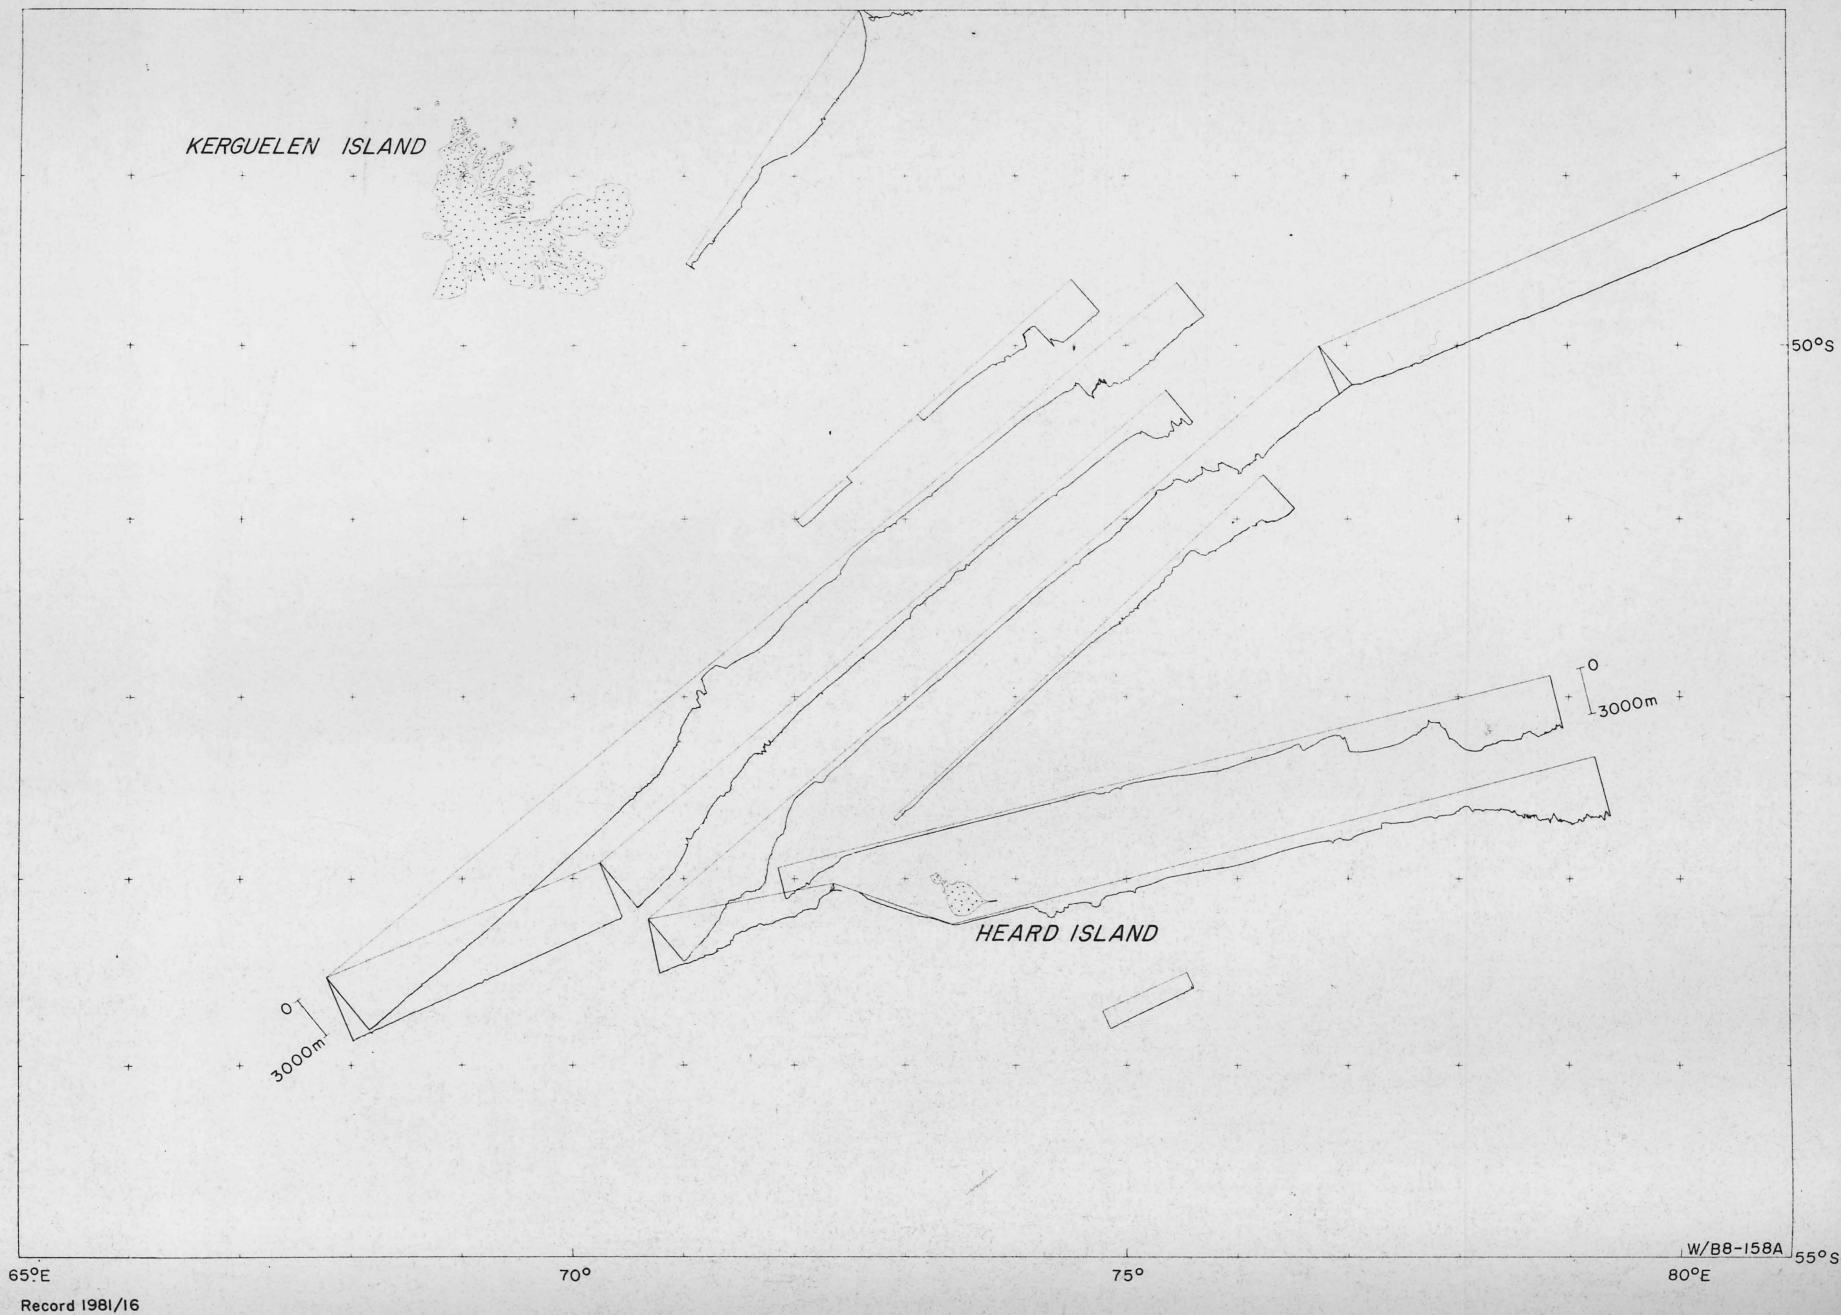 KERGUELEN ISLAND
50°S
0
3000m
HEARD ISLAND
0
3000m
W/B8-158A
55°S
65°E
70°
75°
80°E
Record 1981/16